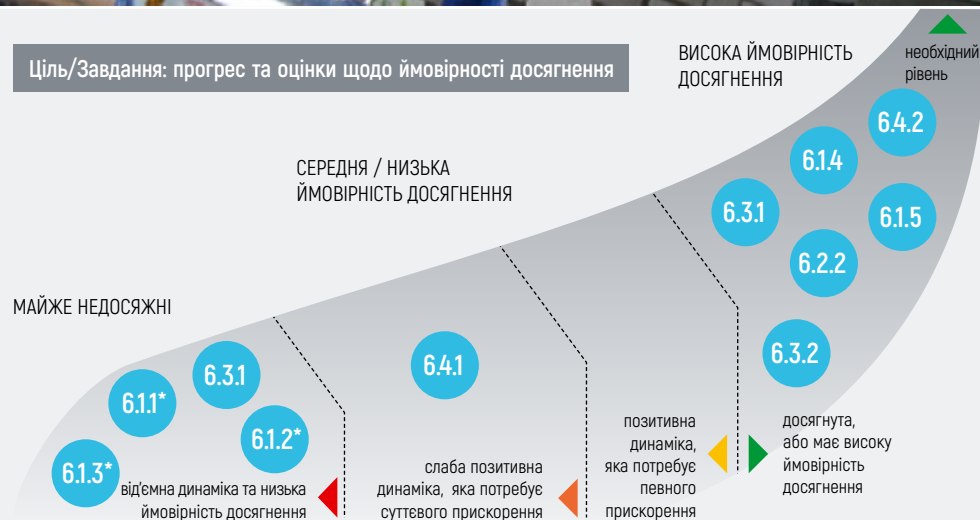 Ціль/Завдання: прогрес та оцінки щодо ймовірності досягнення
ВИСОКА ЙМОВІРНІСТЬ
ДОСЯГНЕННЯ
необхідний
рівень
6.4.2
6.1.4
6.3.1
6.1.5
6.2.2
6.3.2
СЕРЕДНЯ / НИЗЬКА
ЙМОВІРНІСТЬ ДОСЯГНЕННЯ
6.4.1
МАЙЖЕ НЕДОСЯЖНІ
6.3.1
6.1.1*
6.1.2*
6.1.3*
від'ємна динаміка та низька
ймовірність досягнення
слабка позитивна
динаміка, яка потребує
суттєвого прискорення
позитивна
динаміка,
яка потребує
певного
прискорення
досягнута,
або має високу
ймовірність
досягнення